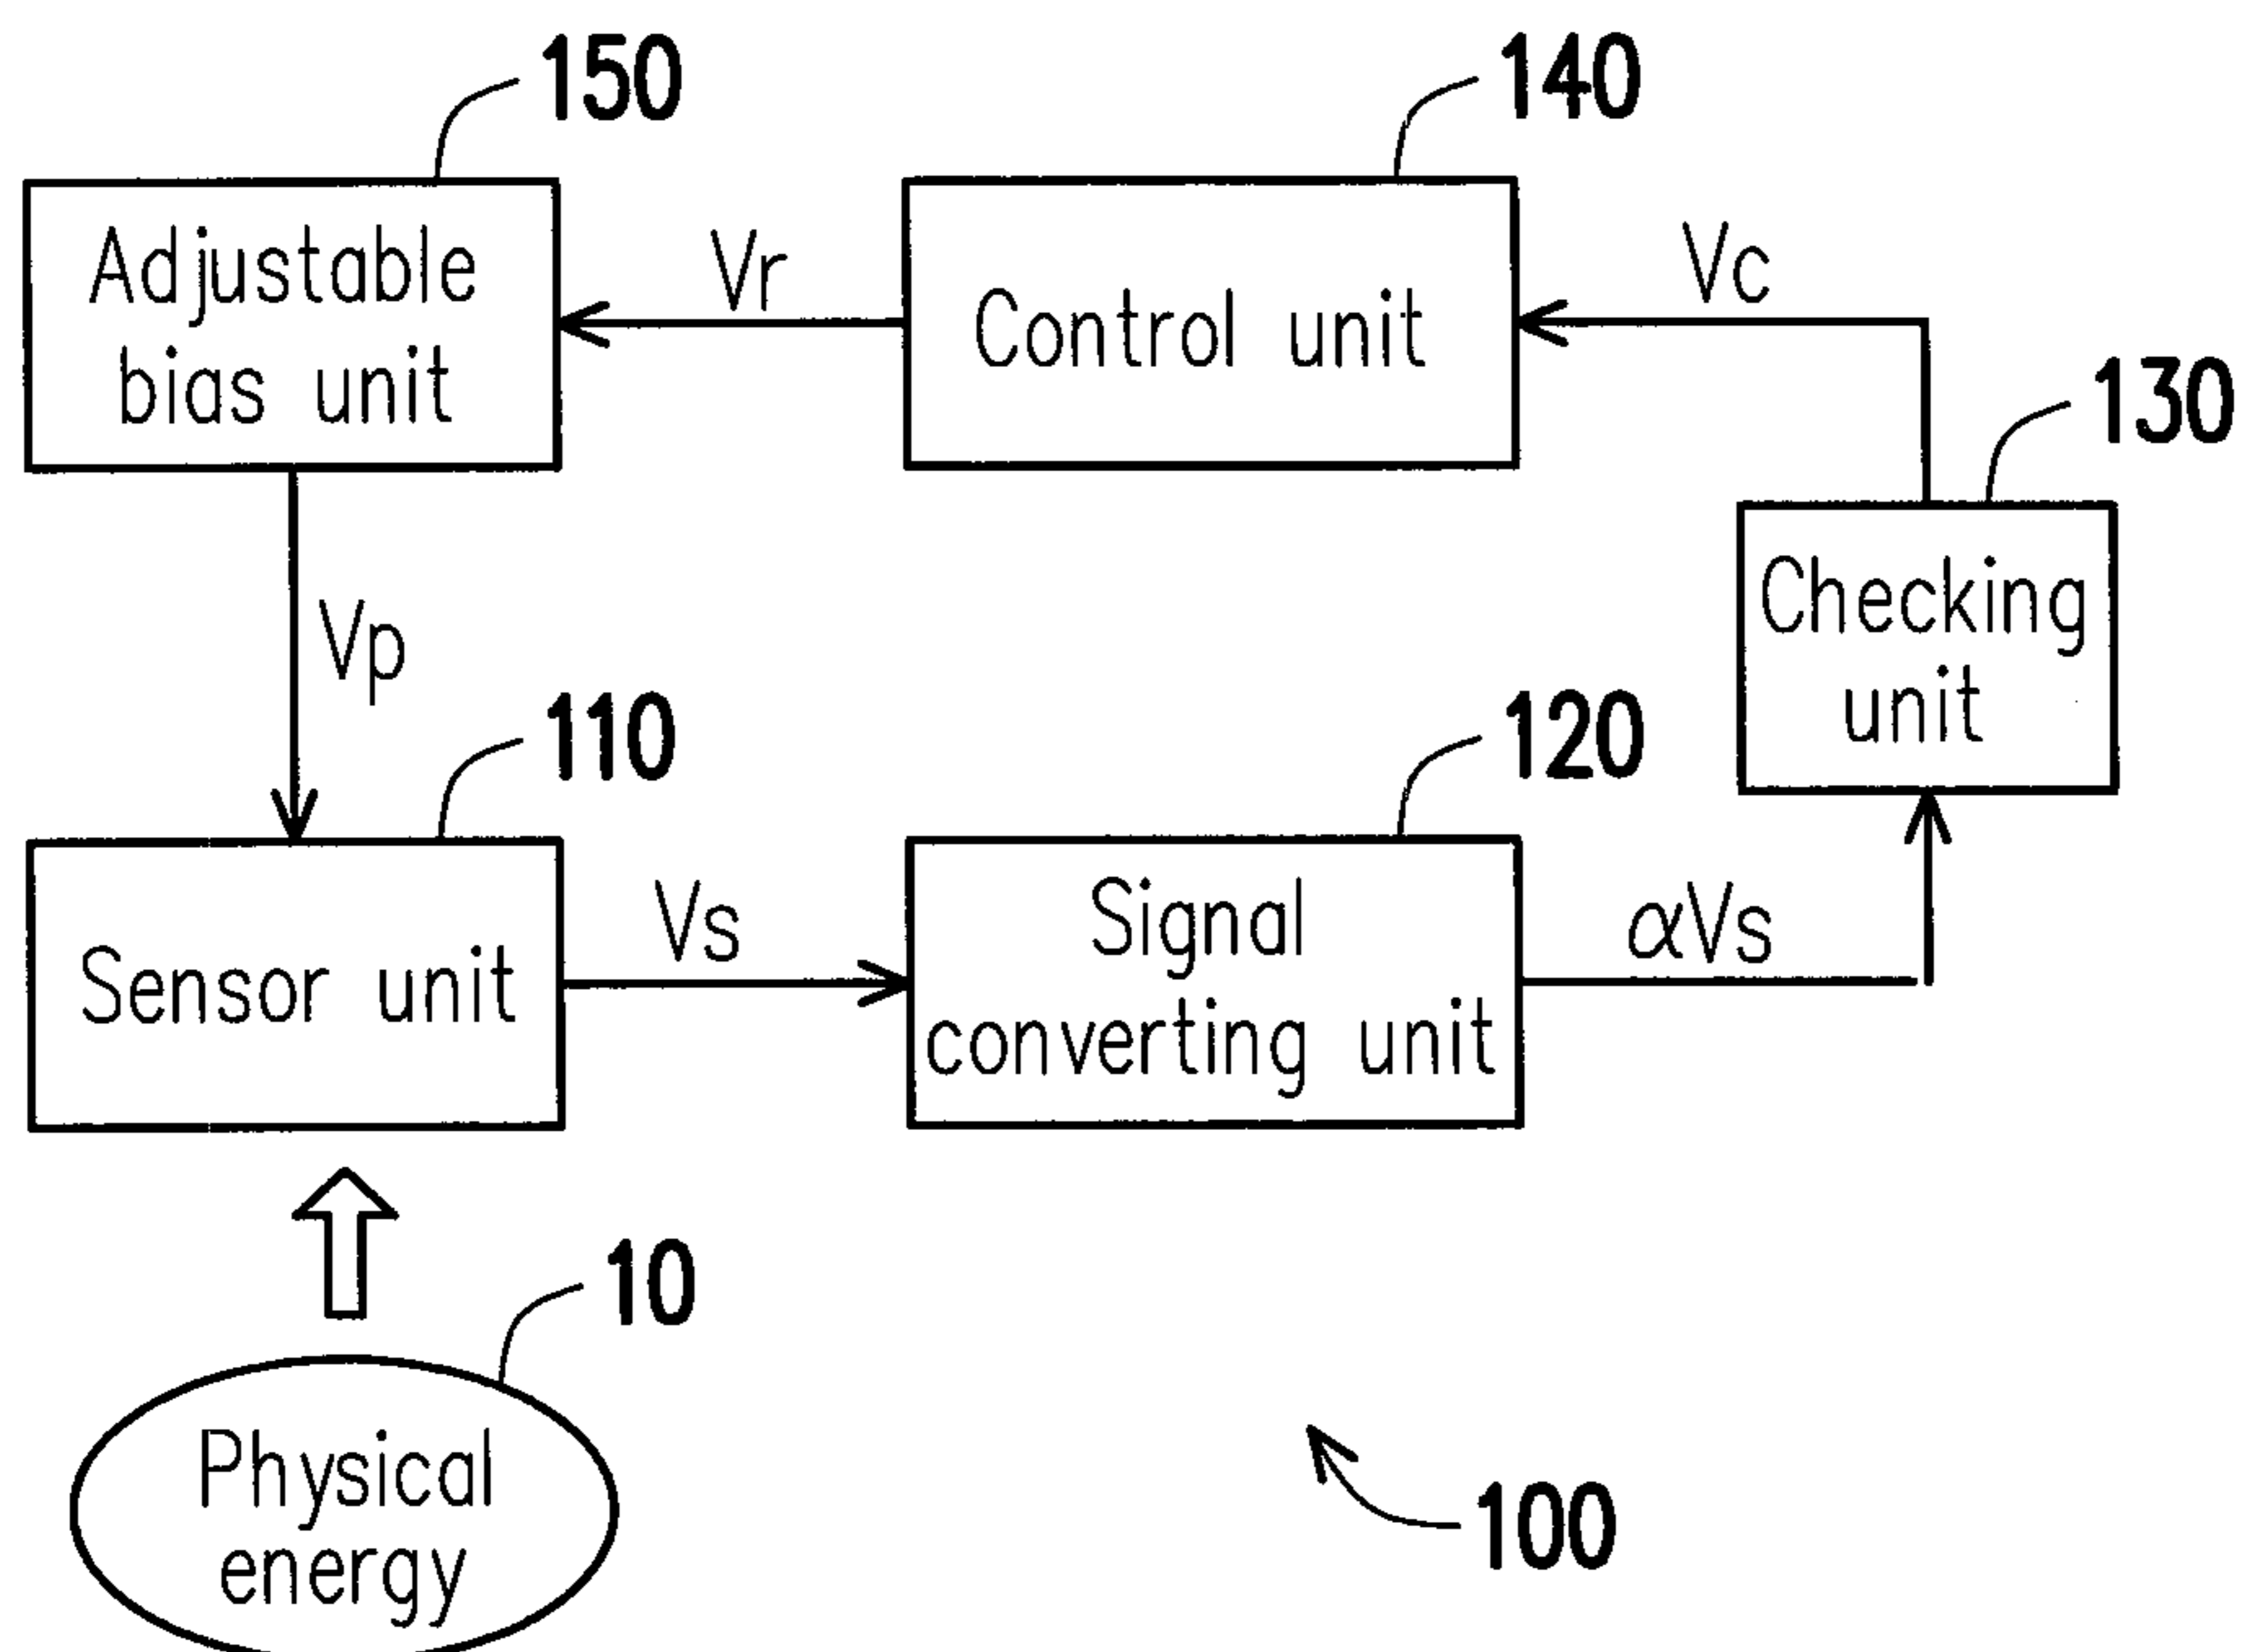 150
140
Adjustable
bias unit
Vr
Control unit
Vc
130
Vp
Checking
unit
110
120
Sensor unit
Vs
Signal
converting unit
αVs
10
Physical
energy
100